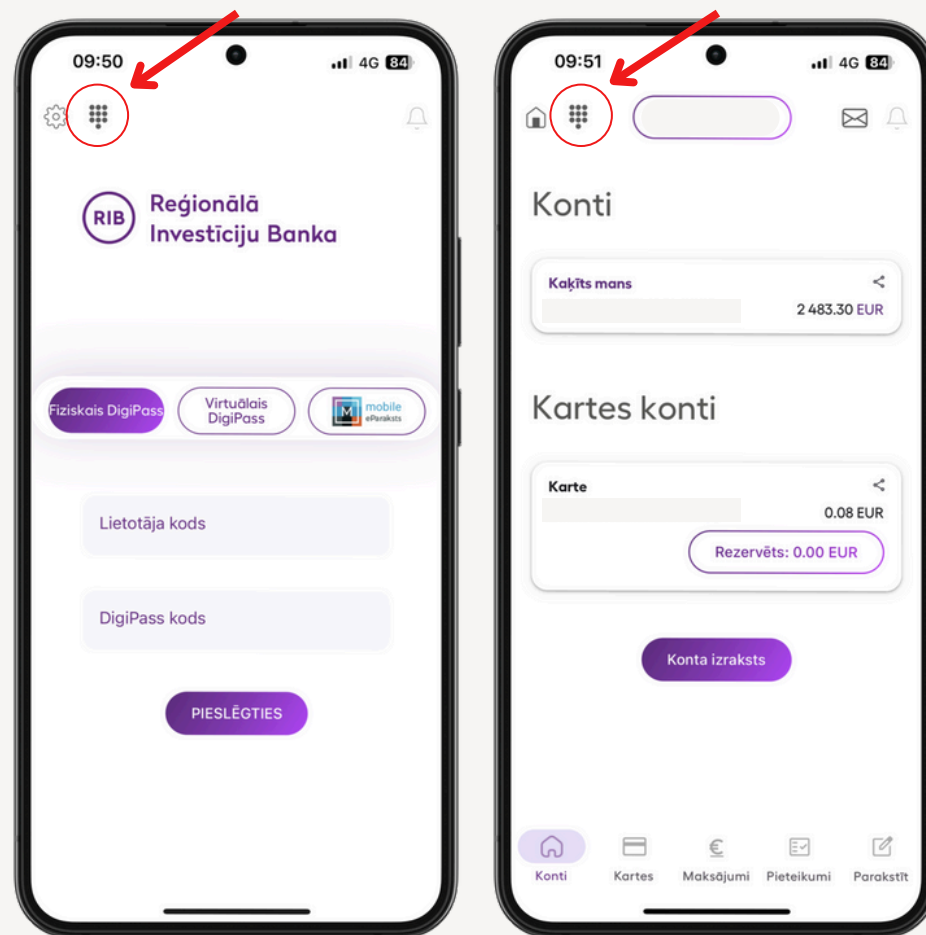 09:50
4G 84
RIB
Reģionālā
Investīciju Banka
Fiziskais DigiPass
Virtuālais
DigiPass
M
mobile
eParaksts
Lietotāja kods
DigiPass kods
PIESLĒGTIES
09:51
4G 84
Konti
Kaķīts mans
2 483.30 EUR
Kartes konti
Karte
0.08 EUR
Rezervēts: 0.00 EUR
Konta izraksts
Konti
Kartes
Maksājumi
Pieteikumi
Parakstīt